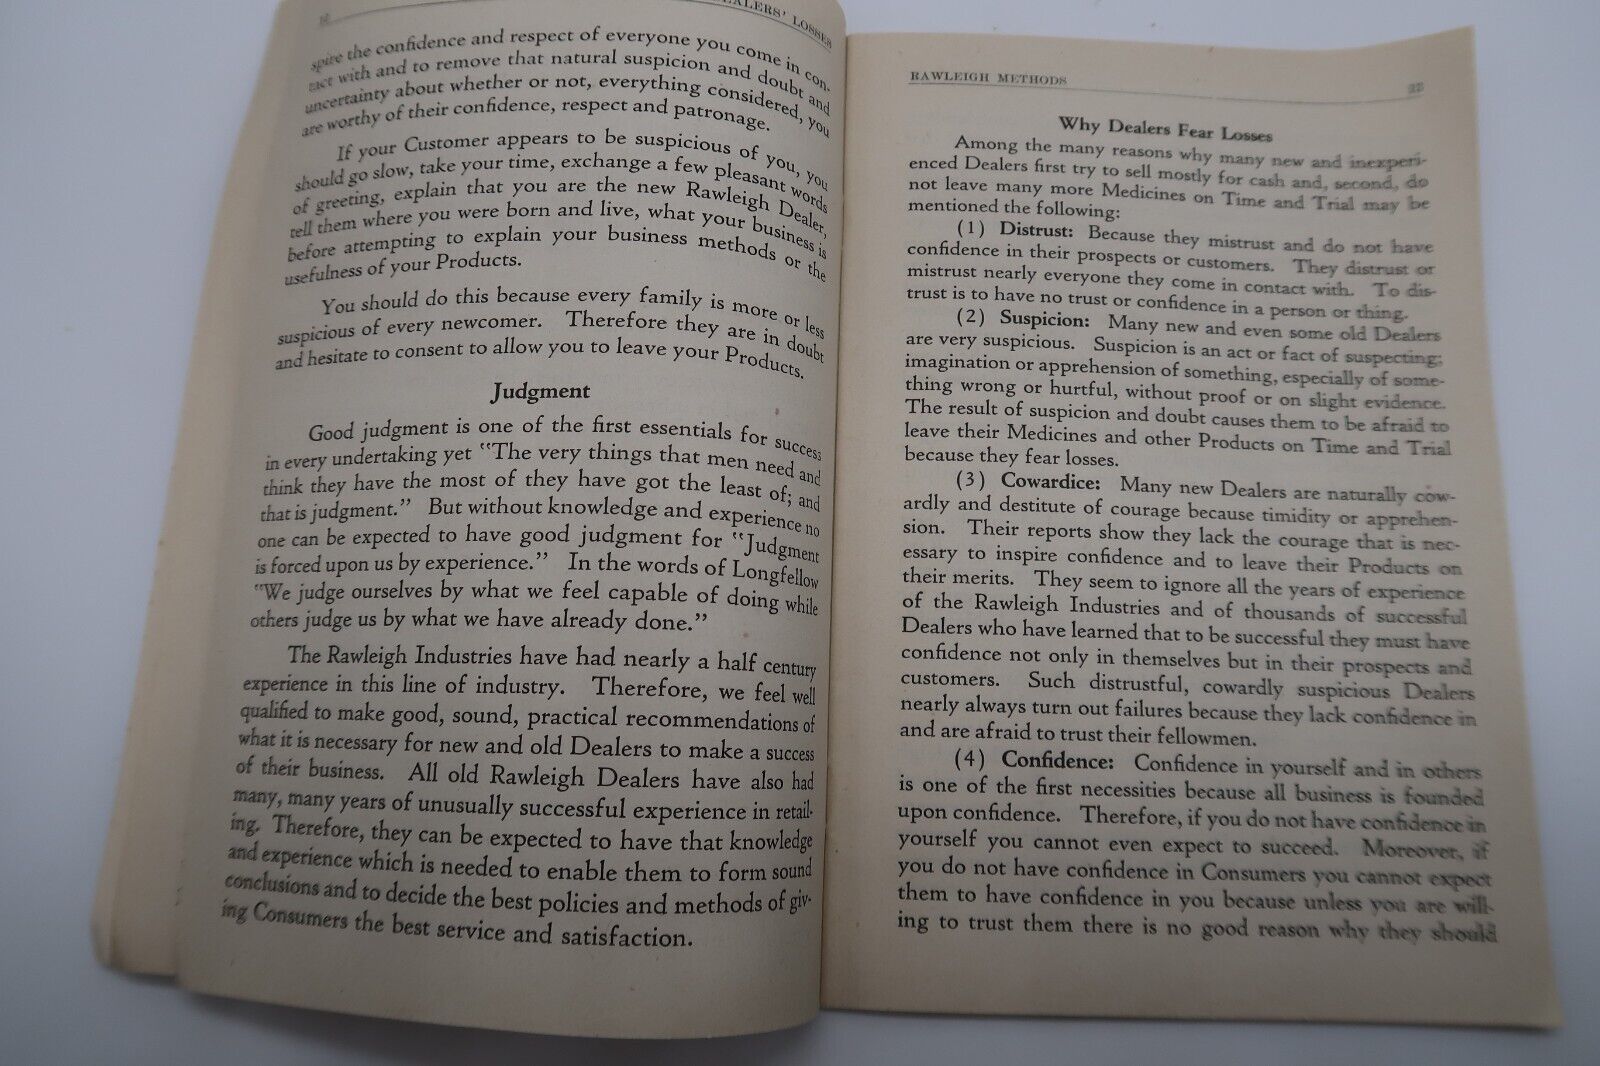 DEALERS' LOSSES
spire the confidence and respect of everyone you come in con-
tact with and to remove that natural suspicion and doubt and
uncertainty about whether or not, everything considered, you
are worthy of their confidence, respect and patronage.
If your Customer appears to be suspicious of you, you
should go slow, take your time, exchange a few pleasant words
of greeting, explain that you are the new Rawleigh Dealer,
tell them where you were born and live, what your business is
before attempting to explain your business methods or the
usefulness of your Products.
You should do this because every family is more or less
suspicious of every newcomer. Therefore they are in doubt
and hesitate to consent to allow you to leave your Products.
Judgment
Good judgment is one of the first essentials for success
in every undertaking yet "The very things that men need and
think they have the most of they have got the least of; and
that is judgment." But without knowledge and experience no
one can be expected to have good judgment for "Judgment
is forced upon us by experience." In the words of Longfellow
"We judge ourselves by what we feel capable of doing while
others judge us by what we have already done."
The Rawleigh Industries have had nearly a half century
experience in this line of industry. Therefore, we feel well
qualified to make good, sound, practical recommendations of
what it is necessary for new and old Dealers to make a success
of their business. All old Rawleigh Dealers have also had
many, many years of unusually successful experience in retail-
ing. Therefore, they can be expected to have that knowledge
and experience which is needed to enable them to form sound
conclusions and to decide the best policies and methods of giv-
ing Consumers the best service and satisfaction.
RAWLEIGH METHODS
Why Dealers Fear Losses
Among the many reasons why many new and inexperi-
enced Dealers first try to sell mostly for cash and, second, do
not leave many more Medicines on Time and Trial may be
mentioned the following:
(1) Distrust: Because they mistrust and do not have
confidence in their prospects or customers. They distrust or
mistrust nearly everyone they come in contact with. To dis-
trust is to have no trust or confidence in a person or thing.
(2) Suspicion: Many new and even some old Dealers
are very suspicious. Suspicion is an act or fact of suspecting;
imagination or apprehension of something, especially of some-
thing wrong or hurtful, without proof or on slight evidence.
The result of suspicion and doubt causes them to be afraid to
leave their Medicines and other Products on Time and Trial
because they fear losses.
(3) Cowardice: Many new Dealers are naturally cow-
ardly and destitute of courage because timidity or apprehen-
sion. Their reports show they lack the courage that is nec-
essary to inspire confidence and to leave their Products on
their merits. They seem to ignore all the years of experience
of the Rawleigh Industries and of thousands of successful
Dealers who have learned that to be successful they must have
confidence not only in themselves but in their prospects and
customers. Such distrustful, cowardly suspicious Dealers
nearly always turn out failures because they lack confidence in
and are afraid to trust their fellowmen.
(4) Confidence: Confidence in yourself and in others
is one of the first necessities because all business is founded
upon confidence. Therefore, if you do not have confidence in
yourself you cannot even expect to succeed. Moreover, if
you do not have confidence in Consumers you cannot expect
them to have confidence in you because unless you are will-
ing to trust them there is no good reason why they should